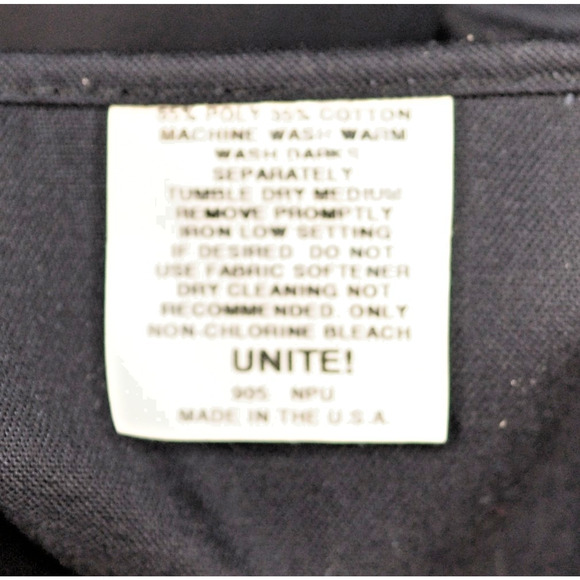 % POLY 35% COTTON
MACHINE WASH WARM
WASH DARKS
SEPARATELY
TUMBLE DRY MEDIUM
REMOVE PROMPTLY
IRON LOW SETTING
IF DESIRED. DO NOT
USE FABRIC SOFTENER
DRY CLEANING NOT
RECOMMENDED. ONLY
NON-CHLORINE BLEACH
UNITE!
905 NPU
MADE IN THE U.S.A.